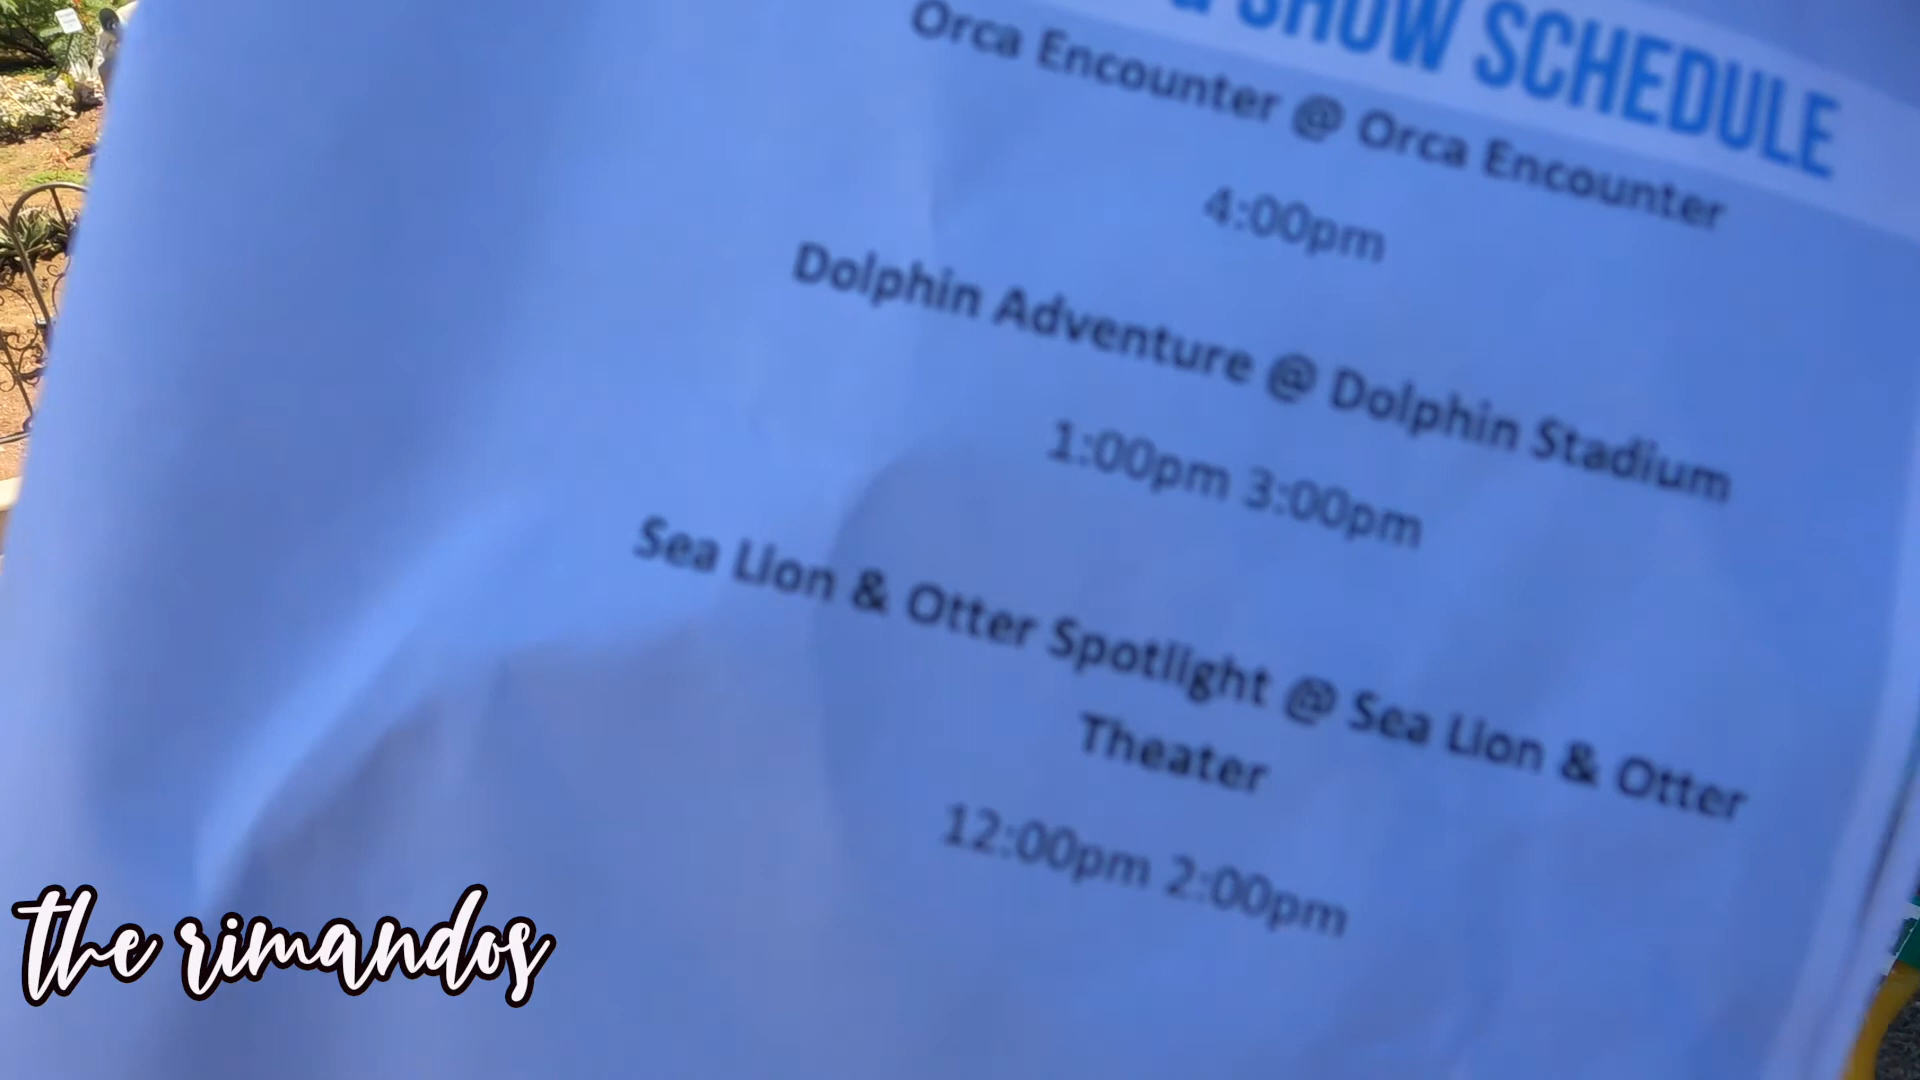 & SHOW SCHEDULE
Orca Encounter @ Orca Encounter
4:00pm
Dolphin Adventure @ Dolphin Stadium
1:00pm 3:00pm
Sea Lion & Otter Spotlight @ Sea Lion & Otter
Theater
12:00pm 2:00pm
the rimandos